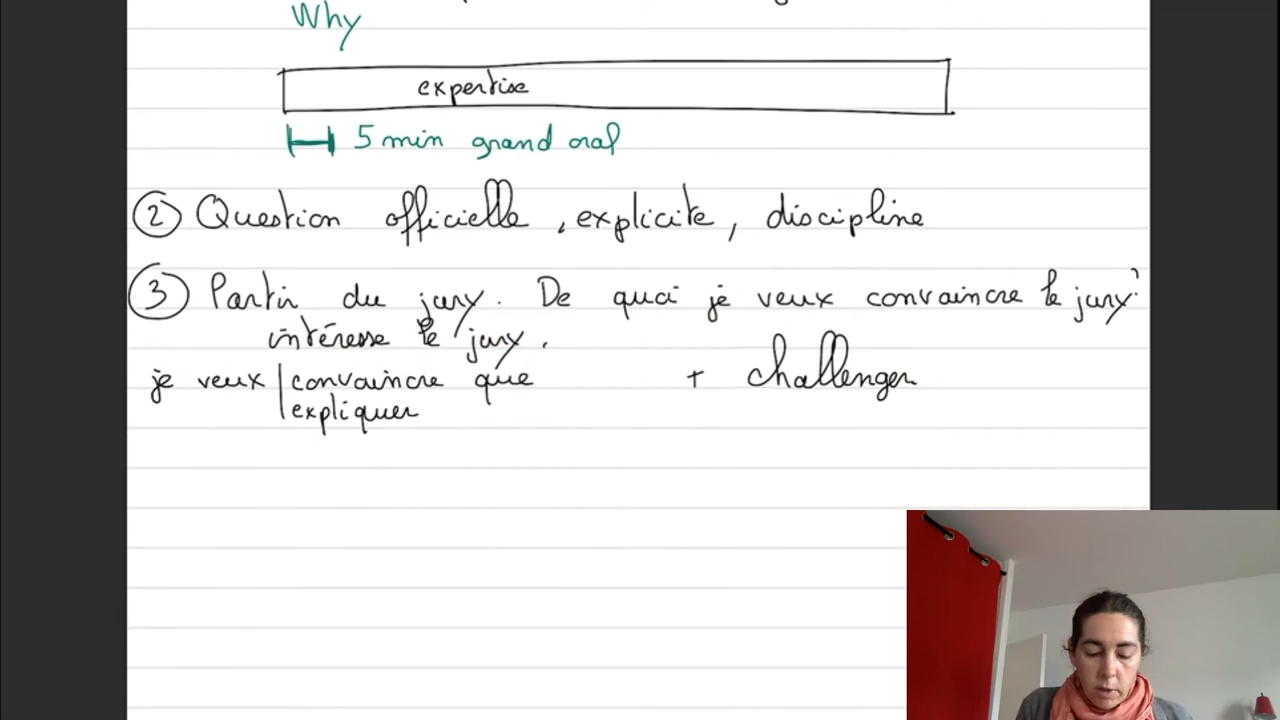 Why
expertise
5 min grand oral
② Question officielle, explicite, discipline
③ Partir du jury. De quoi je veux convaincre le jury?
intéresse le jury.
je veux convaincre que + challenger
expliquer